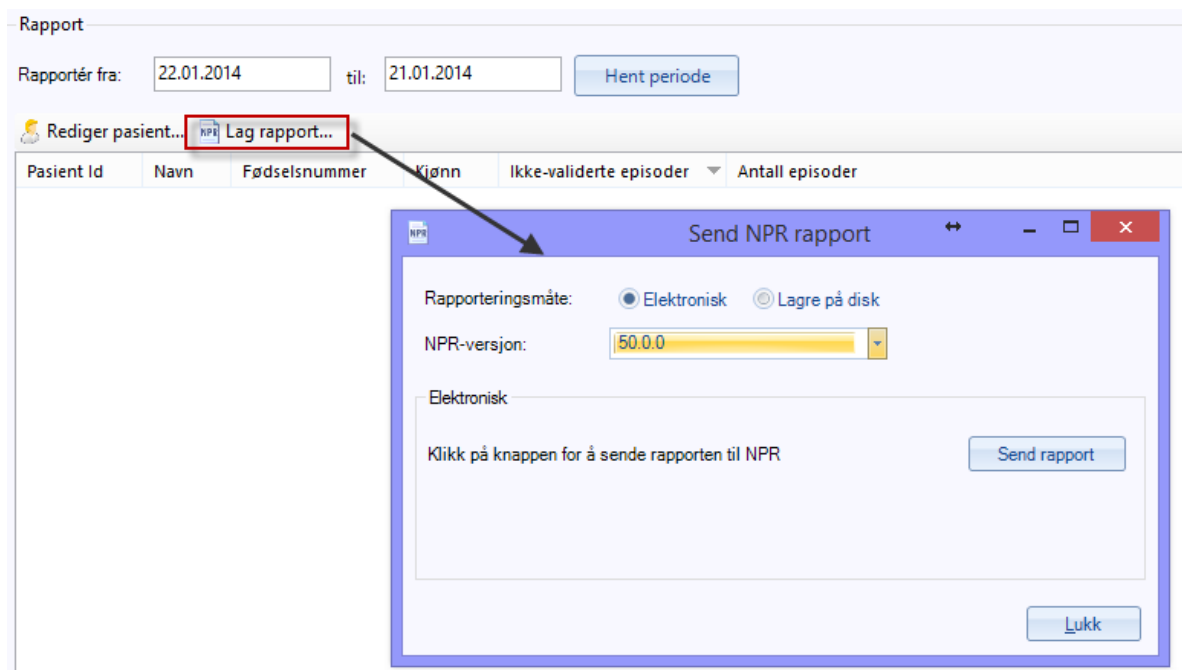 Rapport
Rapportér fra: 22.01.2014 til: 21.01.2014 Hent periode
Rediger pasient... NPR Lag rapport...
Pasient Id Navn Fødselsnummer Kjønn Ikke-validerte episoder Antall episoder
NPR Send NPR rapport
Rapporteringsmåte: Elektronisk Lagre på disk
NPR-versjon: 50.0.0
Elektronisk
Klikk på knappen for å sende rapporten til NPR Send rapport
Lukk